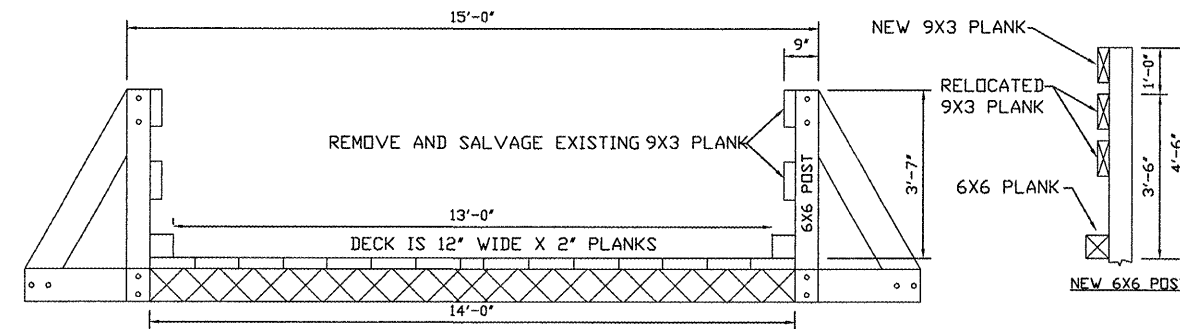 15'-0"
9"
NEW 9X3 PLANK
RELOCATED
9X3 PLANK
1'-0"
REMOVE AND SALVAGE EXISTING 9X3 PLANK
6X6 POST
3'-7"
3'-6"
4'-6"
6X6 PLANK
13'-0"
DECK IS 12" WIDE X 2" PLANKS
14'-0"
NEW 6X6 POST